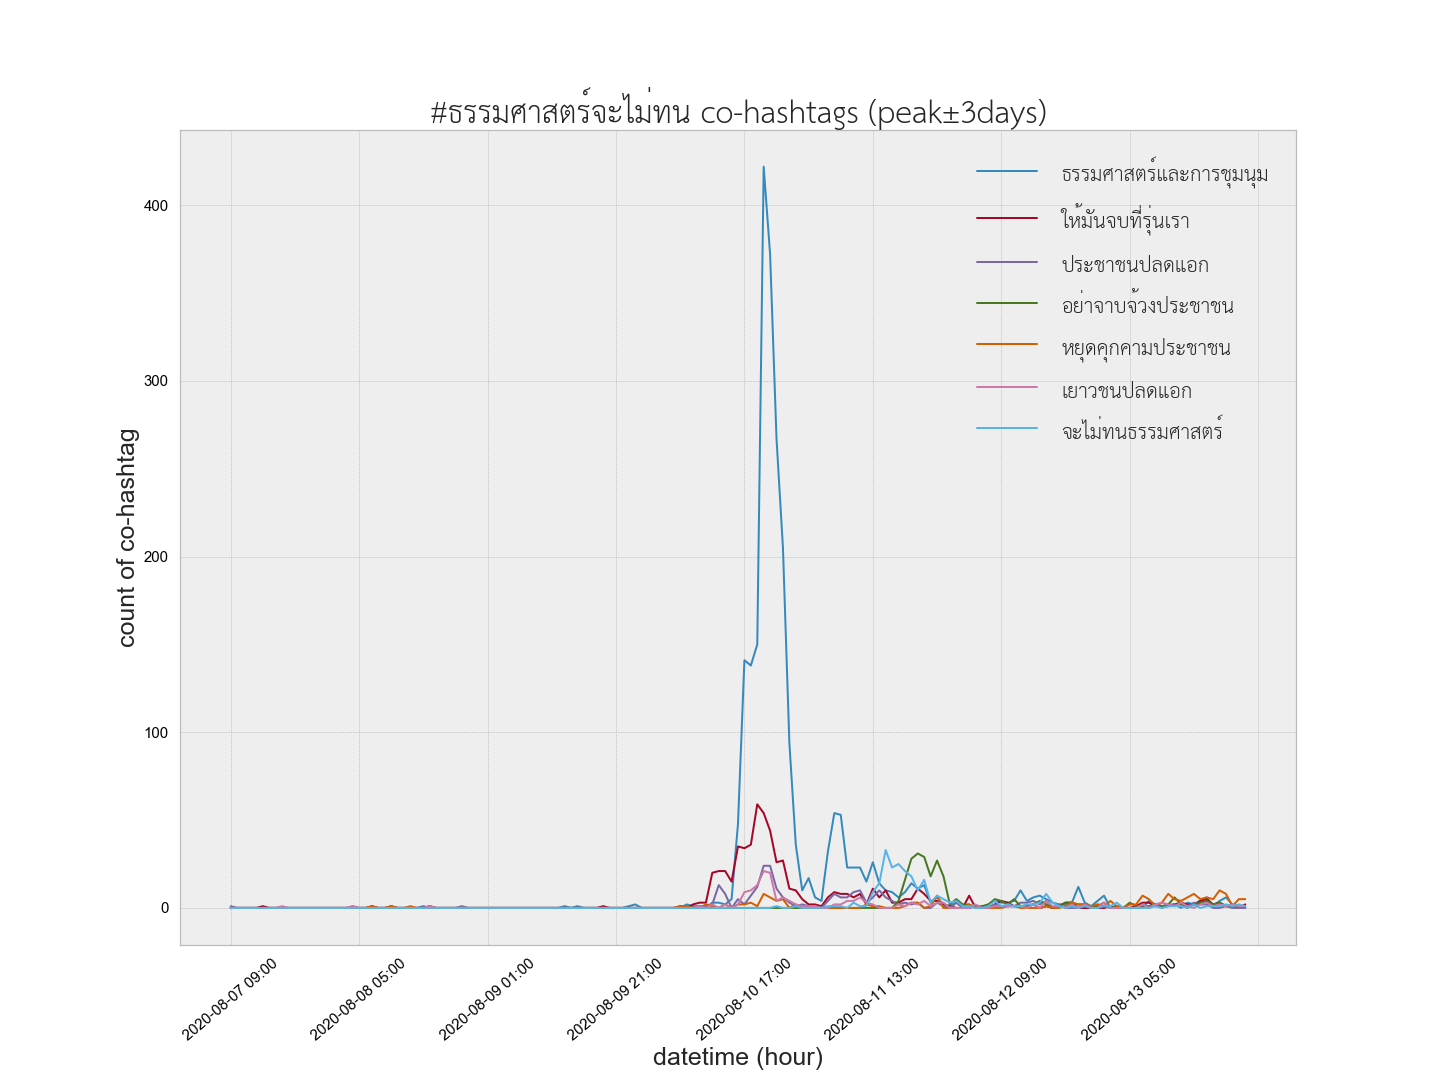 #ธรรมศาสตร์จะไม่ทน co-hashtags (peak±3days)
ธรรมศาสตร์และการชุมนุม
ให้มันจบที่รุ่นเรา
ประชาชนปลดแอก
อย่าจาบจ้วงประชาชน
หยุดคุกคามประชาชน
เยาวชนปลดแอก
จะไม่ทนธรรมศาสตร์
count of co-hashtag
400
300
200
100
0
2020-08-07 09:00
2020-08-08 05:00
2020-08-09 01:00
2020-08-09 21:00
2020-08-10 17:00
2020-08-11 13:00
2020-08-12 09:00
2020-08-13 05:00
datetime (hour)